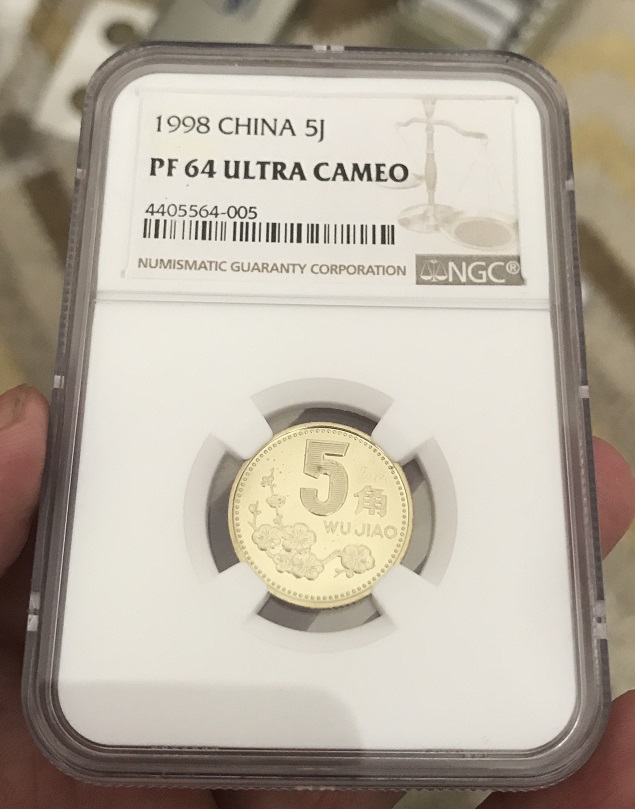 1998 CHINA 5J
PF 64 ULTRA CAMEO
4405564-005
NUMISMATIC GUARANTY CORPORATION NGC®
5
角
WU JIAO